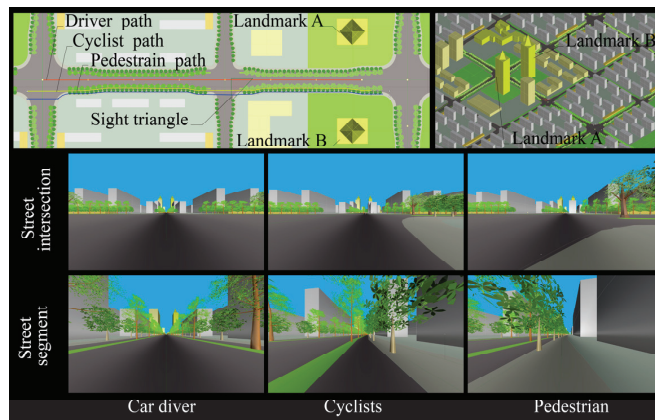 Driver path
Cyclist path
Pedestrain path
Sight triangle
Landmark A
Landmark B
Landmark B
Landmark A
Street
intersection
Street
segment
Car diver
Cyclists
Pedestrian